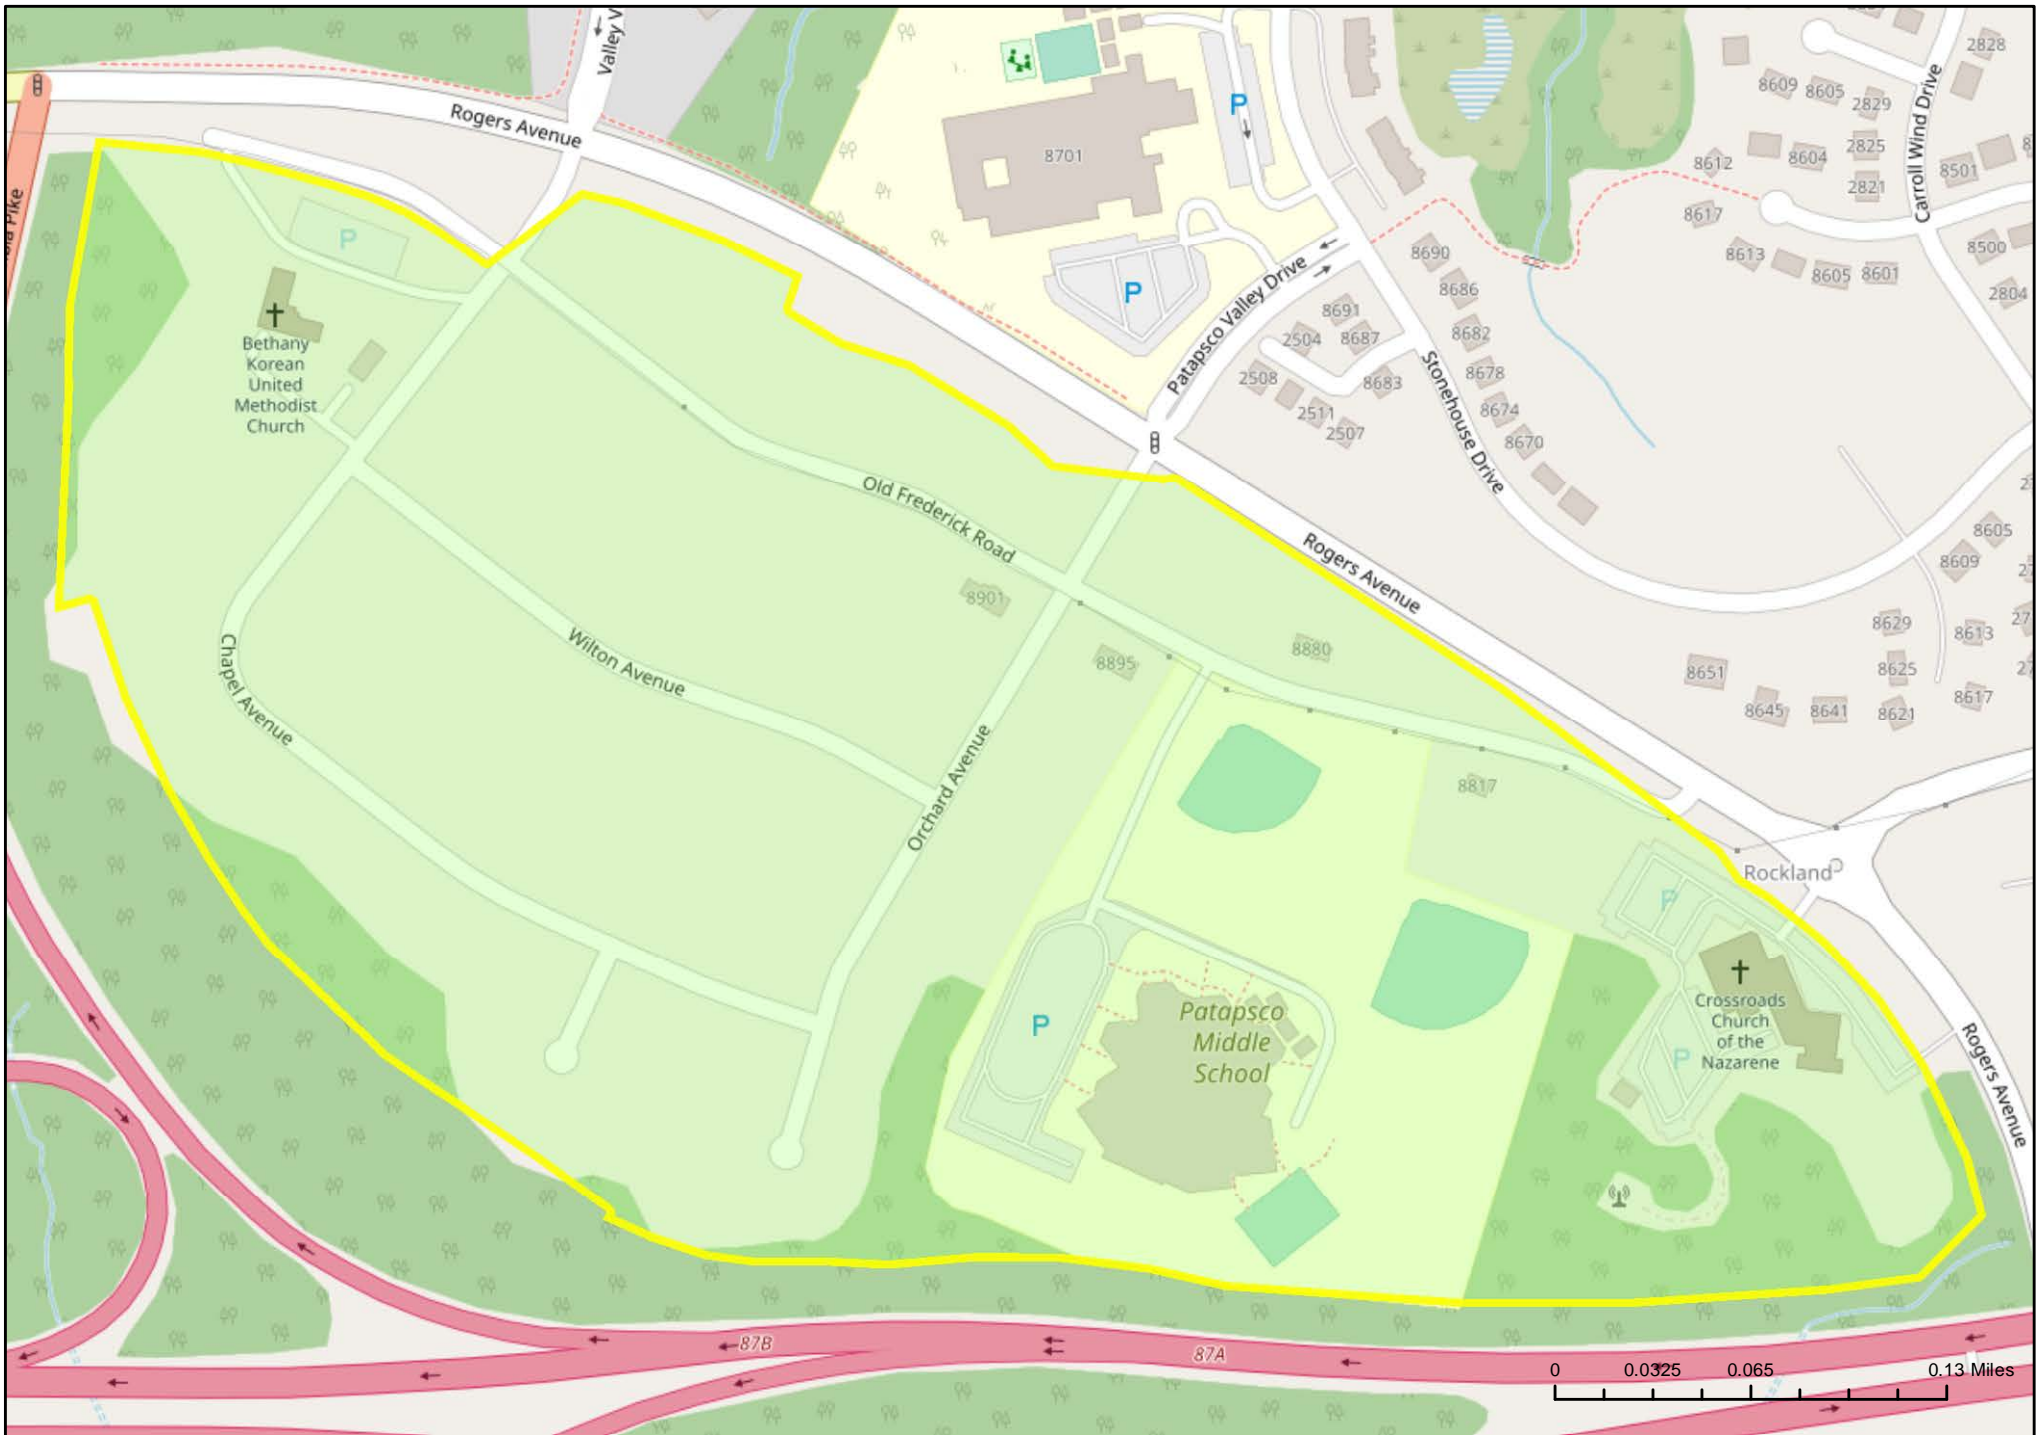 Valley V
Rogers Avenue
P
8701
2828
8609
8605
2829
Carroll Wind Drive
8604
2825
8612
8501
2821
8617
8500
8613
8605
8601
2804
P
Bethany
Korean
United
Methodist
Church
P
Patapsco Valley Drive
8690
8686
8691
2504
8687
8682
2508
8683
8678
2511
2507
8674
8670
Stonehouse Drive
Old Frederick Road
Rogers Avenue
8901
8605
8609
8629
8613
8625
8617
8621
8651
8645
8641
8895
8880
Chapel Avenue
Wilton Avenue
Orchard Avenue
8817
Rockland
P
Crossroads
Church
of the
Nazarene
P
P
Patapsco
Middle
School
Rogers Avenue
87B
87A
0 0.0325 0.065 0.13 Miles